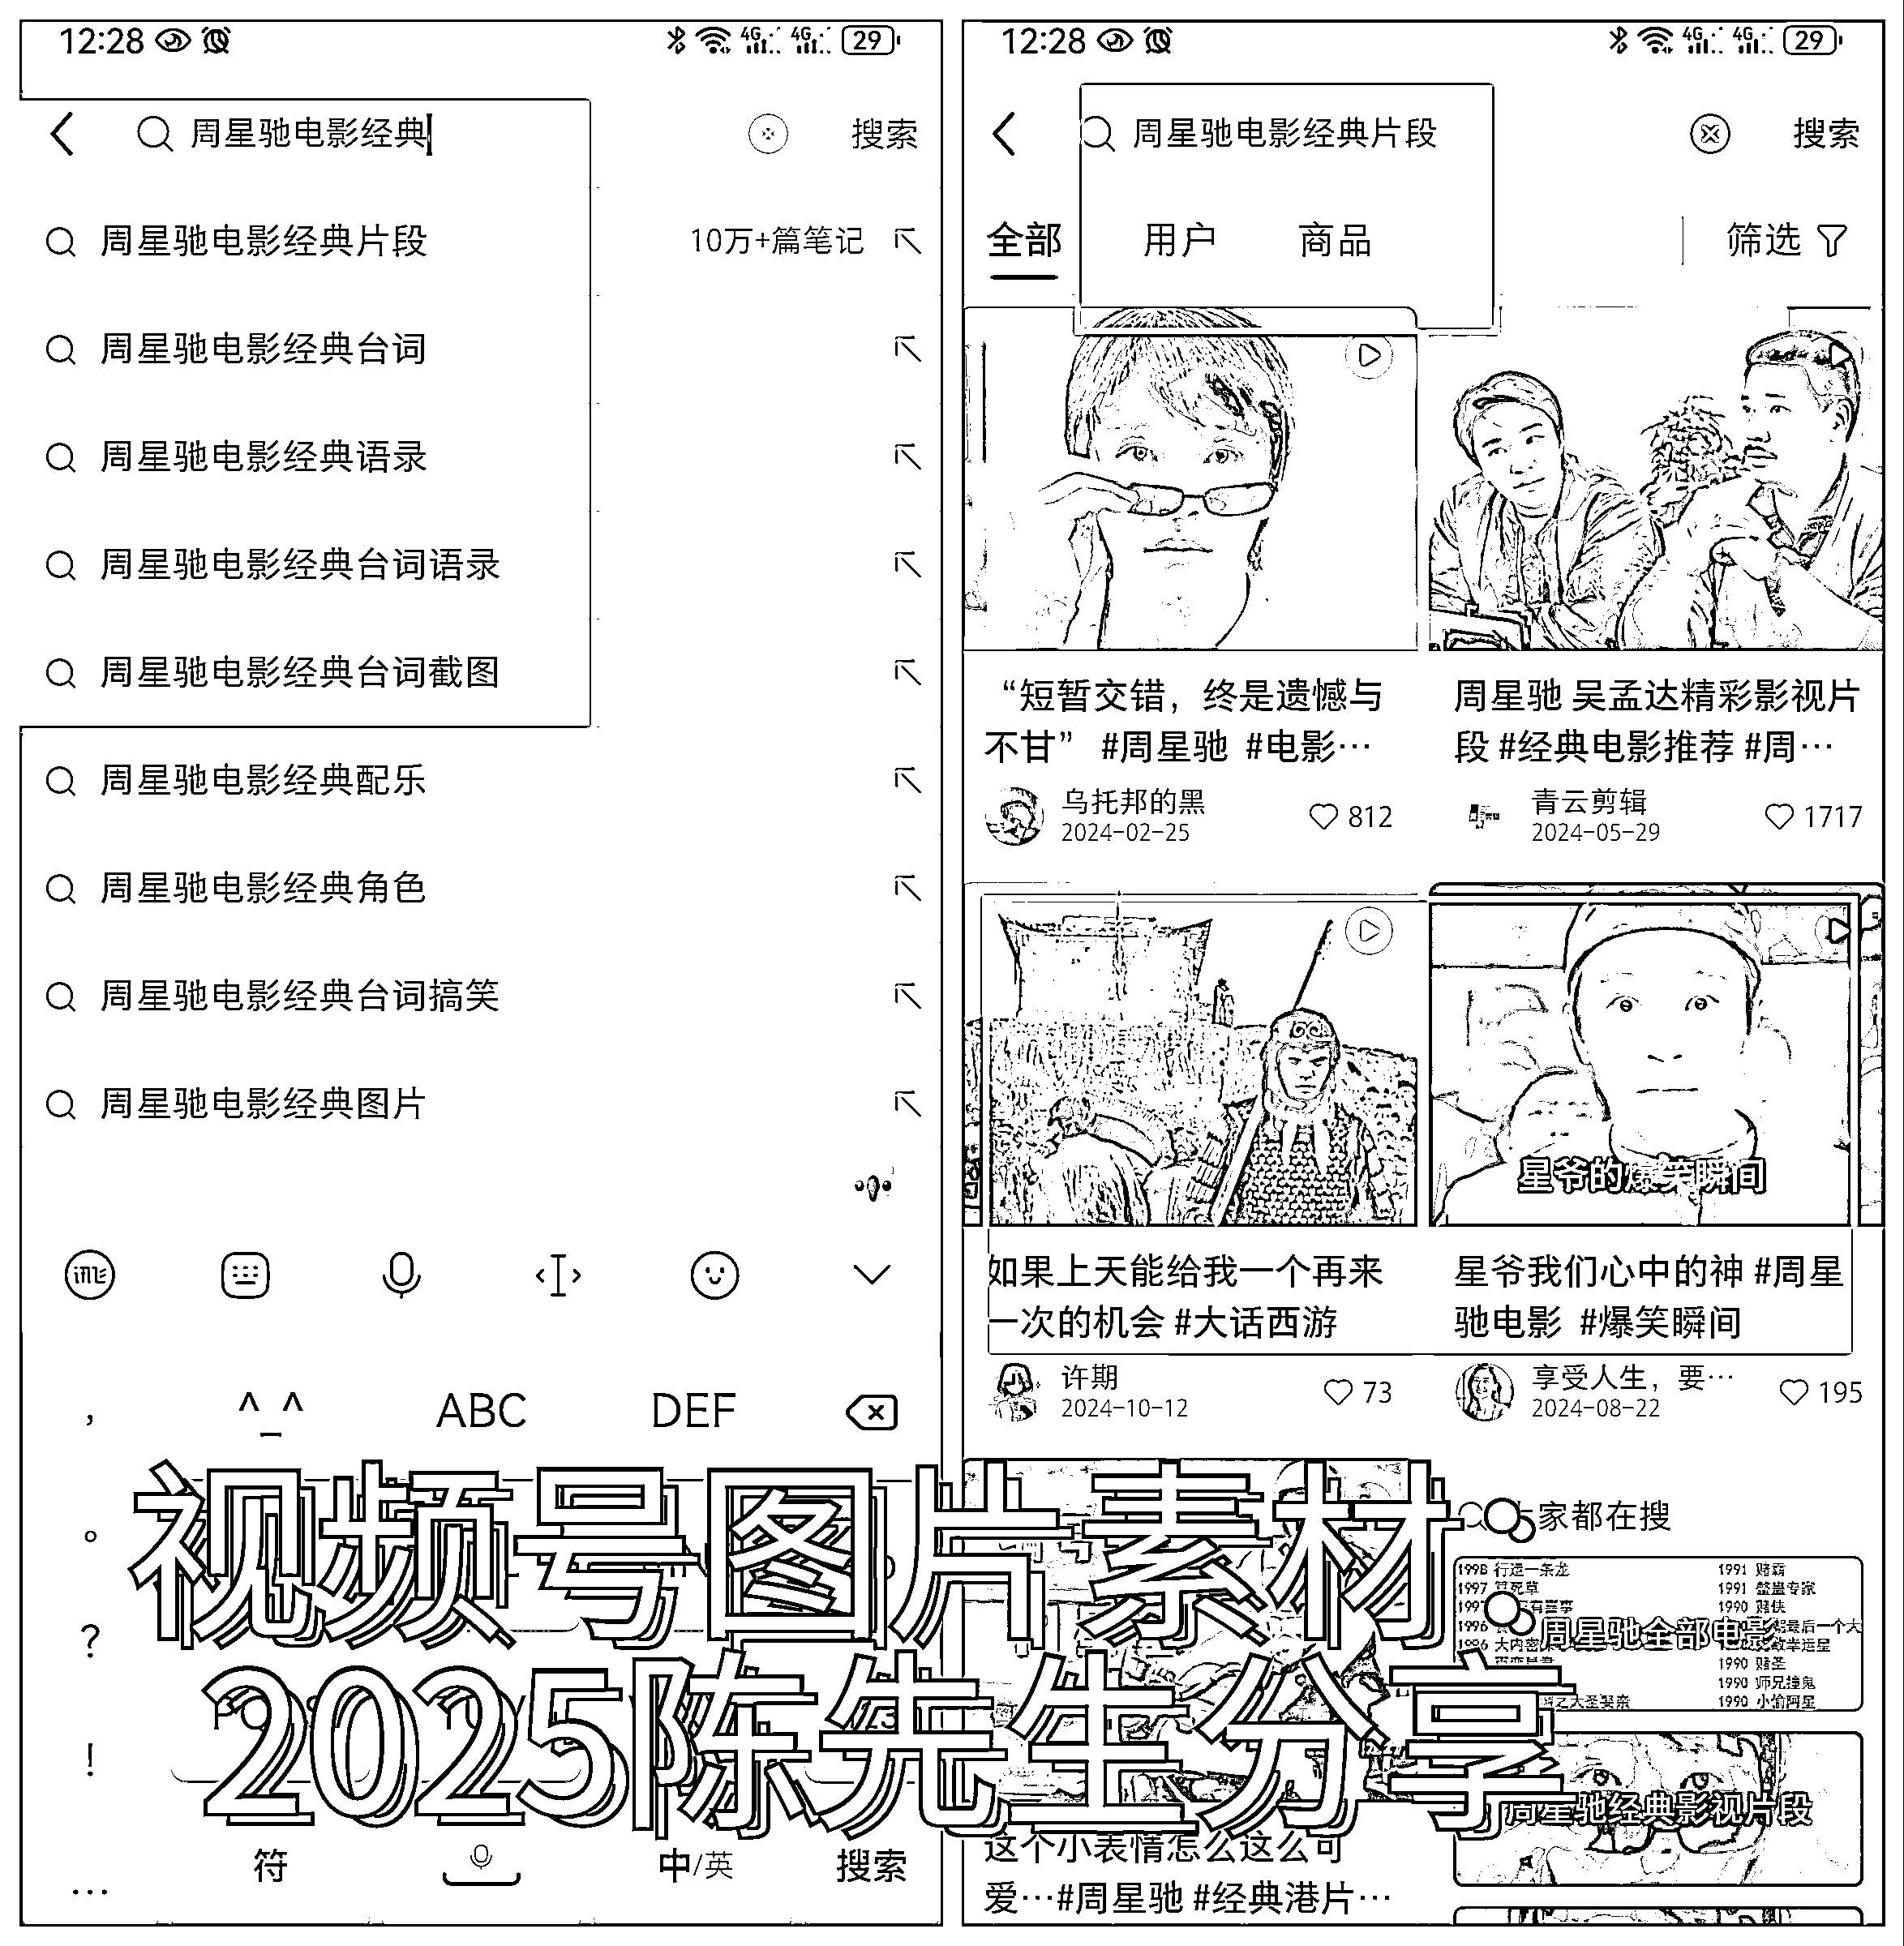 12:28
4G 4G 29
周星驰电影经典
搜索
周星驰电影经典片段
10万+篇笔记
周星驰电影经典台词
周星驰电影经典语录
周星驰电影经典台词语录
周星驰电影经典台词截图
周星驰电影经典配乐
周星驰电影经典角色
周星驰电影经典台词搞笑
周星驰电影经典图片
,
^_^
ABC
DEF
。
?
!
…
符
中/英
搜索
12:28
4G 4G 29
周星驰电影经典片段
搜索
全部 用户 商品
筛选
“短暂交错，终是遗憾与
不甘” #周星驰 #电影…
乌托邦的黑
2024-02-25
812
周星驰 吴孟达精彩影视片
段 #经典电影推荐 #周…
青云剪辑
2024-05-29
1717
如果上天能给我一个再来
一次的机会 #大话西游
许期
2024-10-12
73
星爷的爆笑瞬间
星爷我们心中的神 #周星
驰电影 #爆笑瞬间
享受人生，要…
2024-08-22
195
家都在搜
1998 行运一条龙
1991 赌霸
1991 蛊蛊专家
1990 赌侠
1990 赌圣
1990 师兄撞鬼
1990 小偷阿星
周星驰全部电影
周星驰经典影视片段
这个小表情怎么这么可
爱…#周星驰 #经典港片…
视频号图片素材
2025陈先生分享